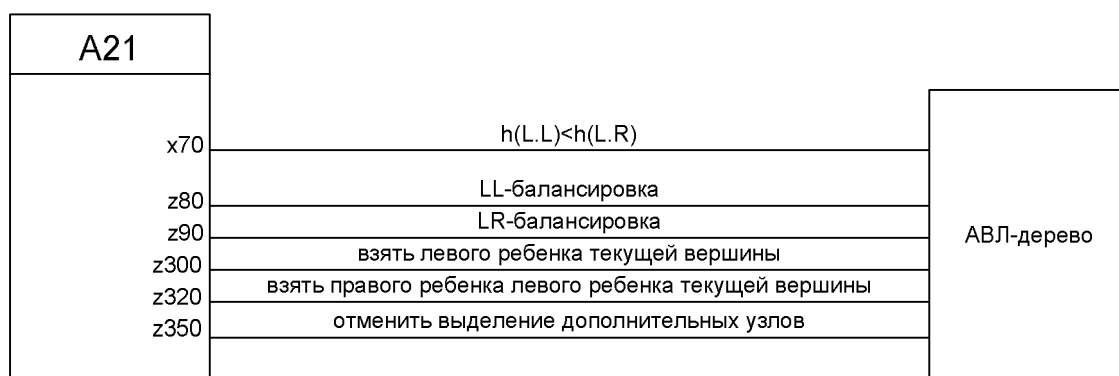 A21
x70
h(L.L)<h(L.R)
z80
LL-балансировка
z90
LR-балансировка
z300
взять левого ребенка текущей вершины
z320
взять правого ребенка левого ребенка текущей вершины
z350
отменить выделение дополнительных узлов
АВЛ-дерево